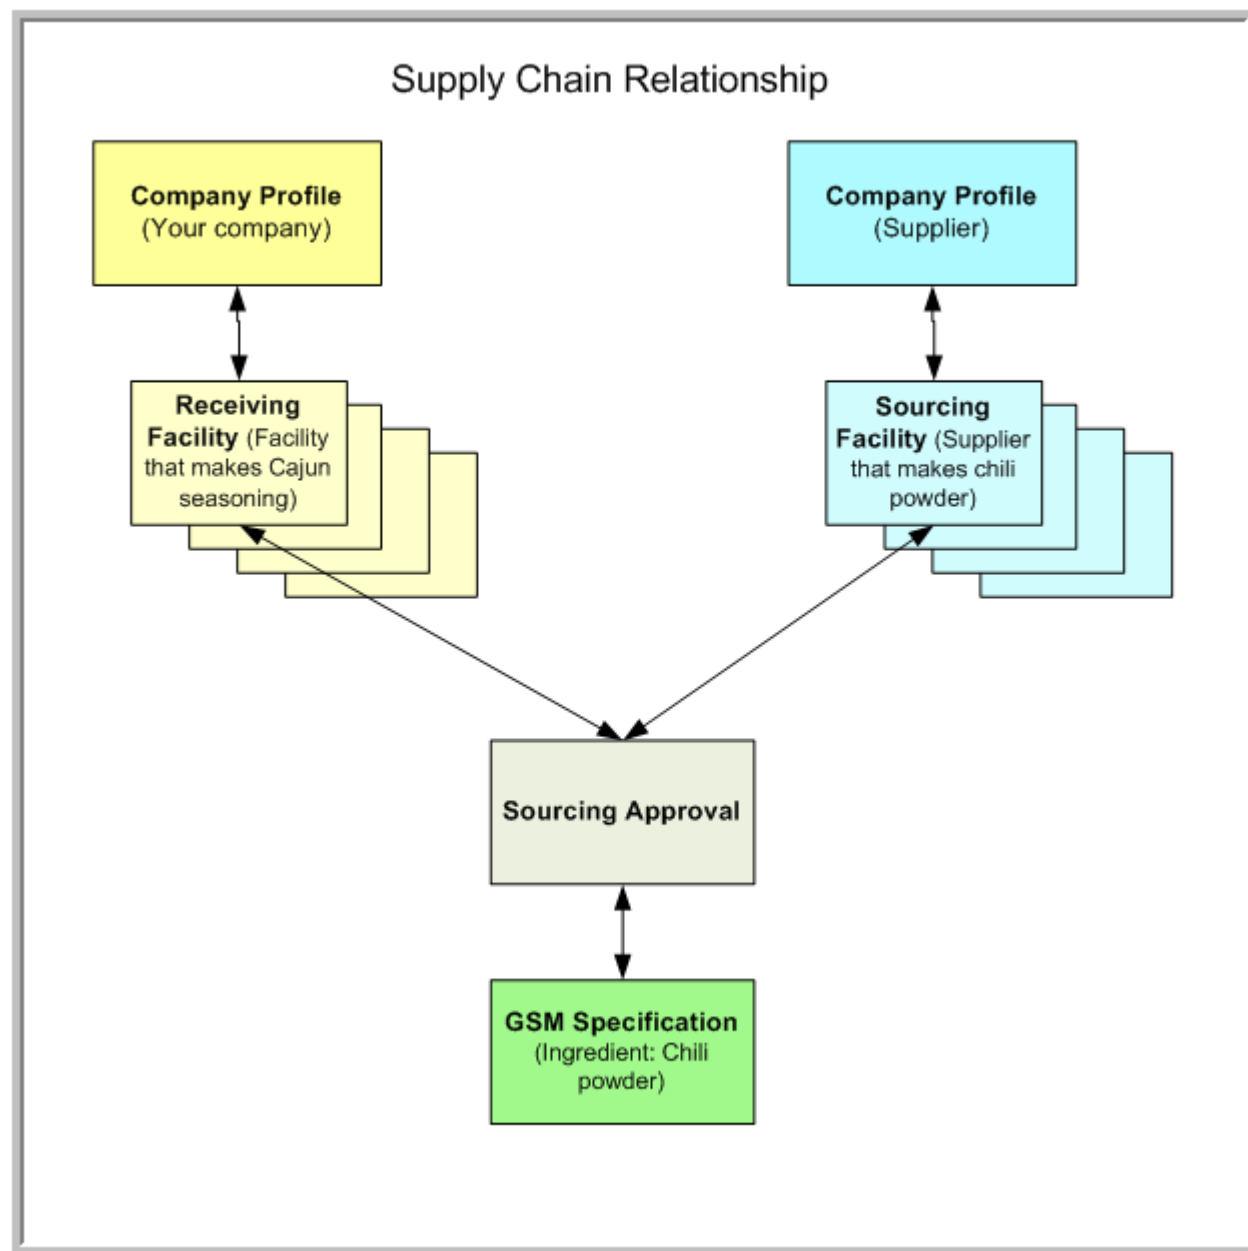 Supply Chain Relationship
Company Profile
(Your company)
Company Profile
(Supplier)
Receiving
Facility (Facility
that makes Cajun
seasoning)
Sourcing
Facility (Supplier
that makes chili
powder)
Sourcing Approval
GSM Specification
(Ingredient: Chili
powder)